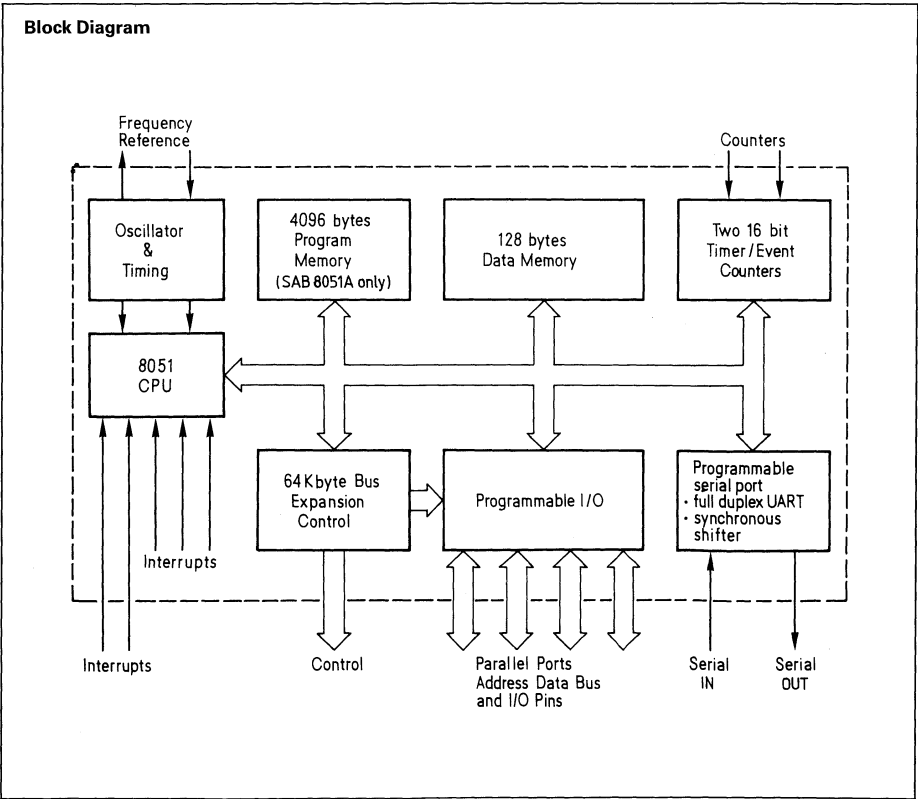 Block Diagram
Frequency
Reference
Counters
Oscillator
&
Timing
4096 bytes
Program
Memory
(SAB 8051A only)
128 bytes
Data Memory
Two 16 bit
Timer/Event
Counters
8051
CPU
64Kbyte Bus
Expansion
Control
Programmable I/O
Programmable
serial port
· full duplex UART
· synchronous
shifter
Interrupts
Interrupts
Control
Parallel Ports
Address Data Bus
and I/O Pins
Serial
IN
Serial
OUT